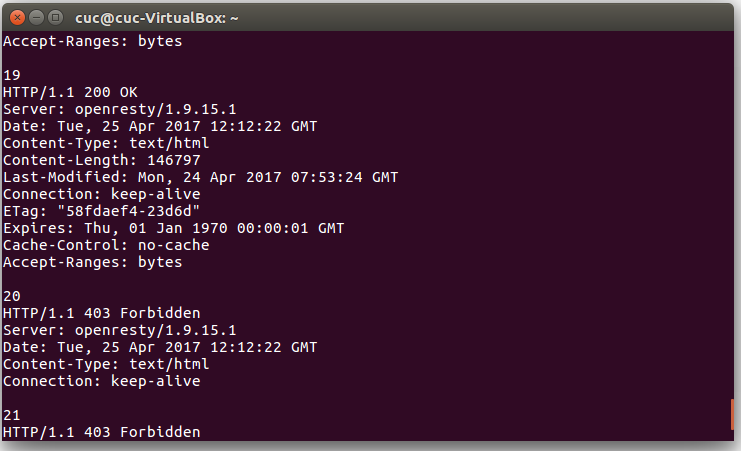 cuc@cuc-VirtualBox: ~
Accept-Ranges: bytes
19
HTTP/1.1 200 OK
Server: openresty/1.9.15.1
Date: Tue, 25 Apr 2017 12:12:22 GMT
Content-Type: text/html
Content-Length: 146797
Last-Modified: Mon, 24 Apr 2017 07:53:24 GMT
Connection: keep-alive
ETag: "58fdaef4-23d6d"
Expires: Thu, 01 Jan 1970 00:00:01 GMT
Cache-Control: no-cache
Accept-Ranges: bytes
20
HTTP/1.1 403 Forbidden
Server: openresty/1.9.15.1
Date: Tue, 25 Apr 2017 12:12:22 GMT
Content-Type: text/html
Connection: keep-alive
21
HTTP/1.1 403 Forbidden